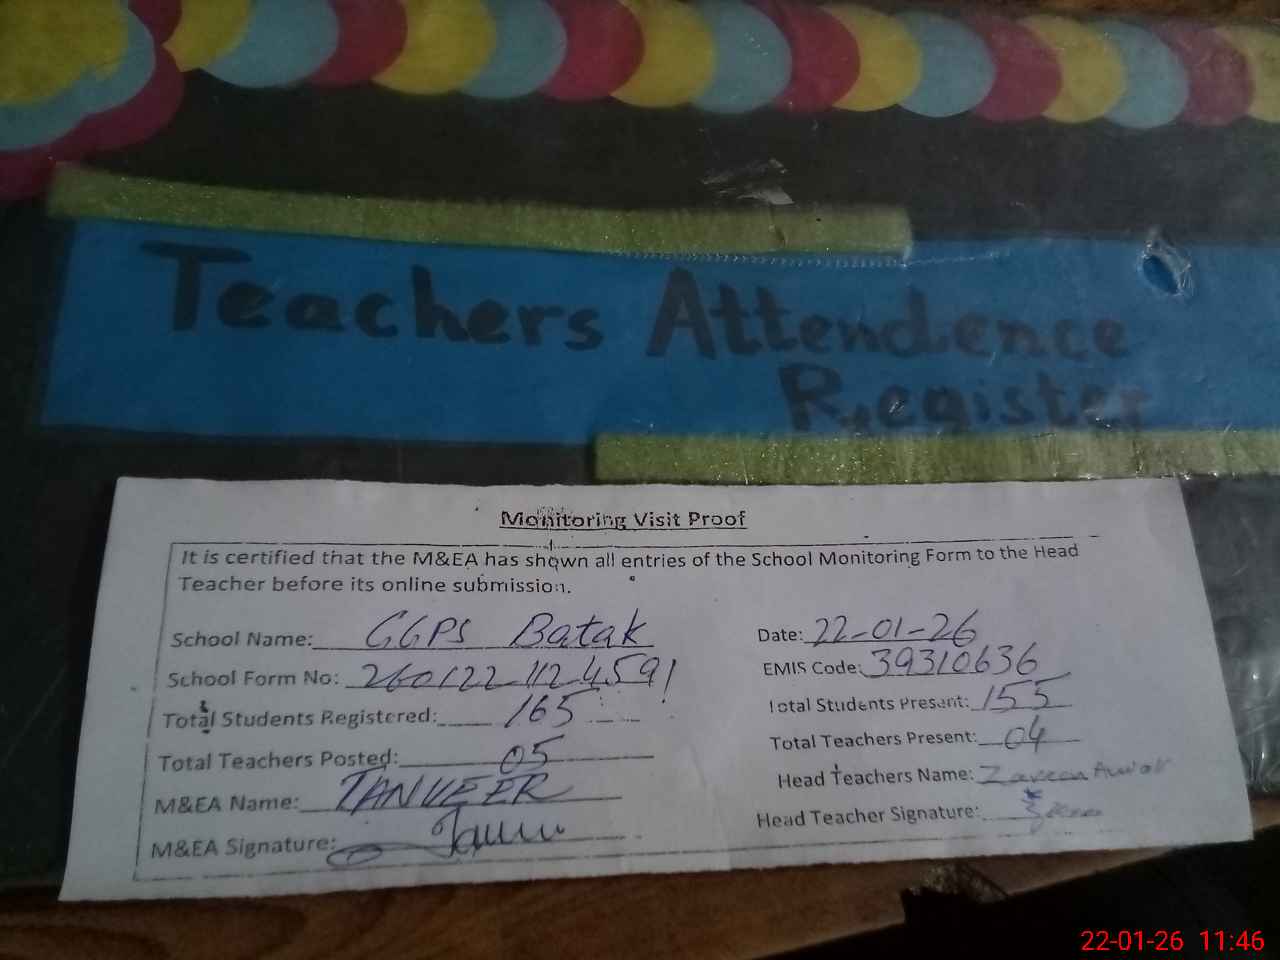 Teachers Attendence
Register
Monitoring Visit Proof
It is certified that the M&EA has shown all entries of the School Monitoring Form to the Head
Teacher before its online submission.
School Name: GGPS Batak
Date: 22-01-26
School Form No: 260122-112-4591
EMIS Code: 39310636
Total Students Registered: 165
Total Students Present: 155
Total Teachers Posted: 05
Total Teachers Present: 04
M&EA Name: TANVEER
Head Teachers Name:
M&EA Signature:
Head Teacher Signature:
22-01-26 11:46